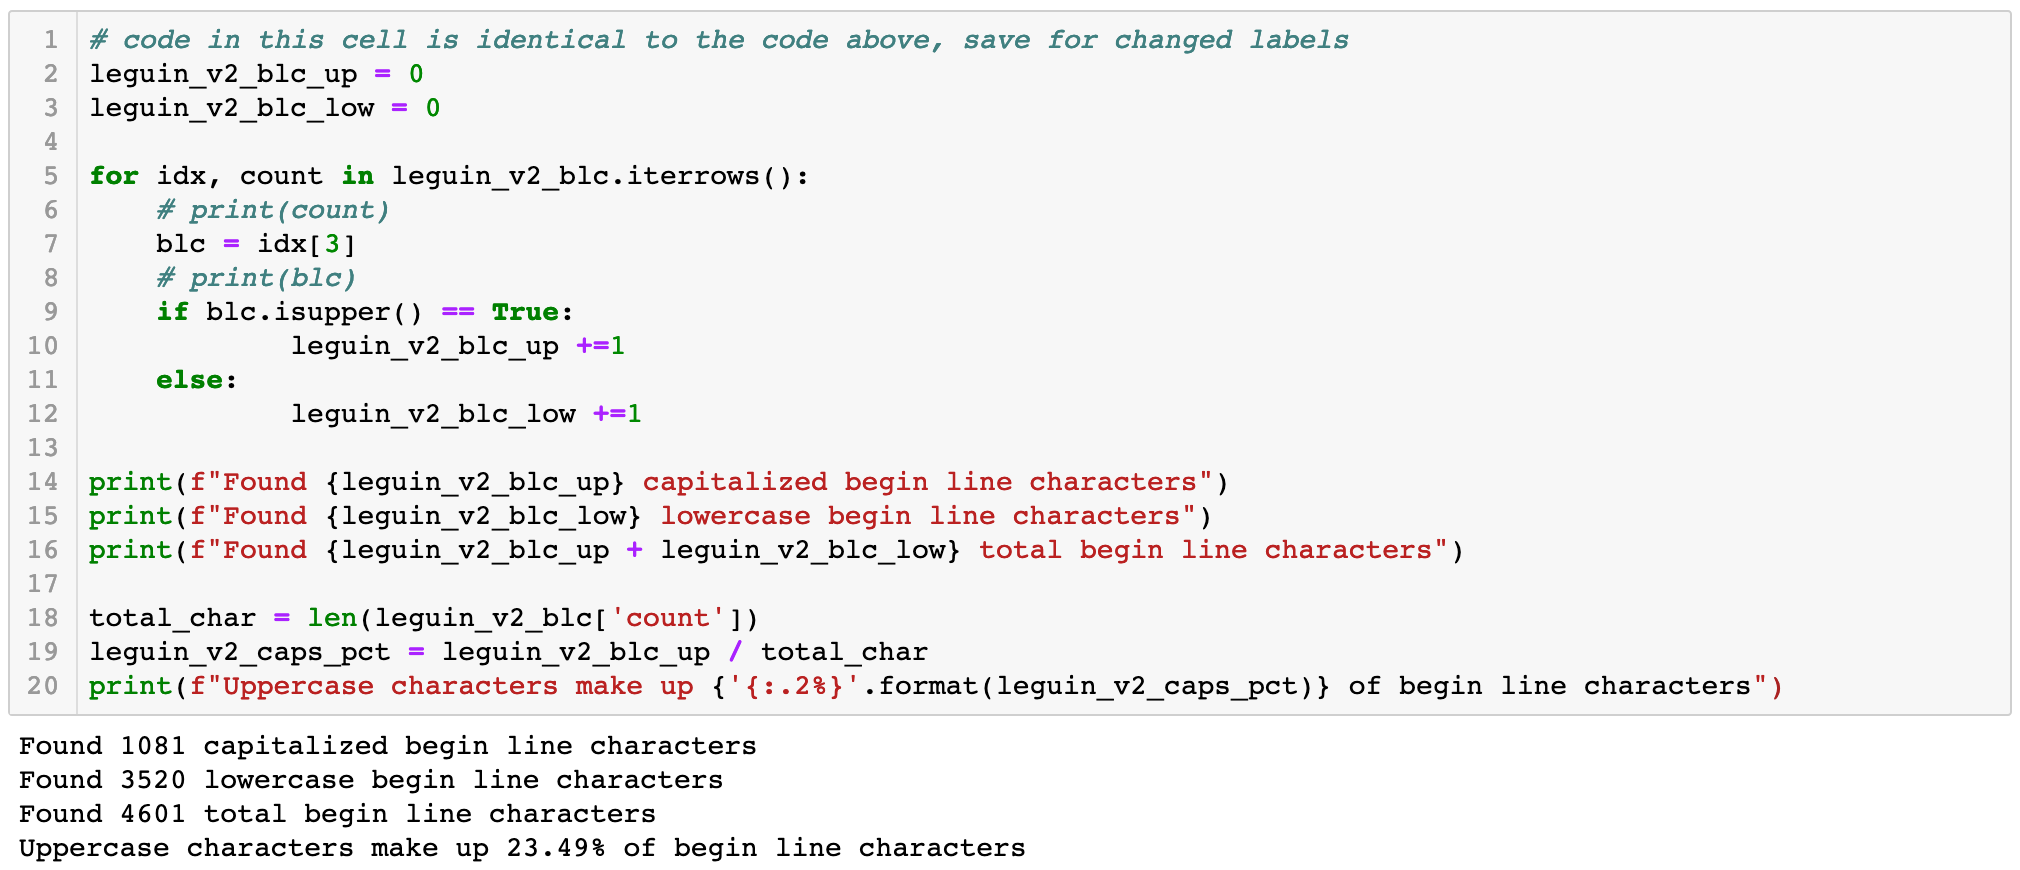 1 # code in this cell is identical to the code above, save for changed labels
2 leguin_v2_blc_up = 0
3 leguin_v2_blc_low = 0
4
5 for idx, count in leguin_v2_blc.iterrows():
6     # print(count)
7     blc = idx[3]
8     # print(blc)
9     if blc.isupper() == True:
10             leguin_v2_blc_up +=1
11     else:
12             leguin_v2_blc_low +=1
13
14 print(f"Found {leguin_v2_blc_up} capitalized begin line characters")
15 print(f"Found {leguin_v2_blc_low} lowercase begin line characters")
16 print(f"Found {leguin_v2_blc_up + leguin_v2_blc_low} total begin line characters")
17
18 total_char = len(leguin_v2_blc['count'])
19 leguin_v2_caps_pct = leguin_v2_blc_up / total_char
20 print(f"Uppercase characters make up {'{:.2%}'.format(leguin_v2_caps_pct)} of begin line characters")
Found 1081 capitalized begin line characters
Found 3520 lowercase begin line characters
Found 4601 total begin line characters
Uppercase characters make up 23.49% of begin line characters